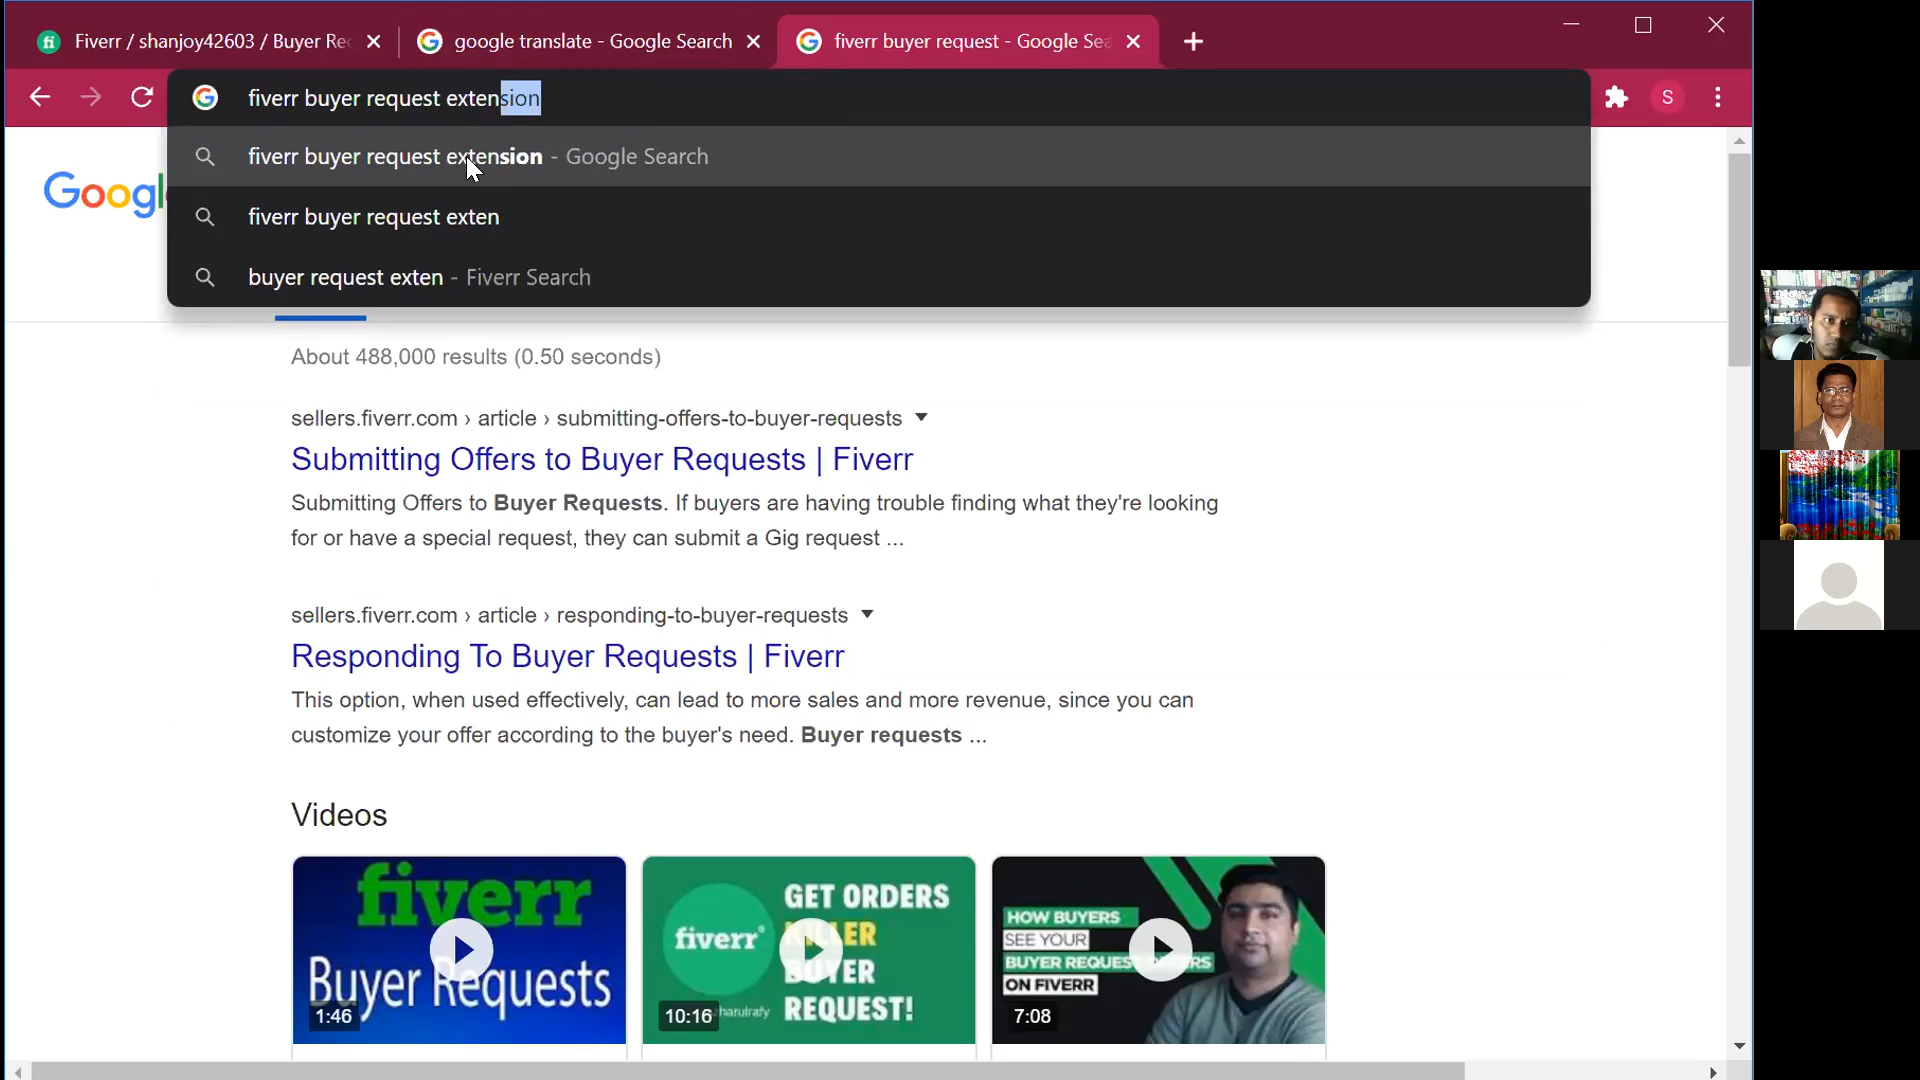 Fiverr / shanjoy42603 / Buyer Rec
google translate - Google Search
fiverr buyer request - Google Sea
fiverr buyer request extension
S
fiverr buyer request extension - Google Search
fiverr buyer request exten
buyer request exten - Fiverr Search
Googl
About 488,000 results (0.50 seconds)
sellers.fiverr.com › article › submitting-offers-to-buyer-requests
Submitting Offers to Buyer Requests | Fiverr
Submitting Offers to Buyer Requests. If buyers are having trouble finding what they're looking
for or have a special request, they can submit a Gig request ...
sellers.fiverr.com › article › responding-to-buyer-requests
Responding To Buyer Requests | Fiverr
This option, when used effectively, can lead to more sales and more revenue, since you can
customize your offer according to the buyer's need. Buyer requests ...
Videos
fiverr
Buyer Requests
1:46
fiverr
GET ORDERS
KILLER
BUYER
REQUEST!
10:16
HOW BUYERS
SEE YOUR
BUYER REQUEST OFFERS
ON FIVERR
7:08